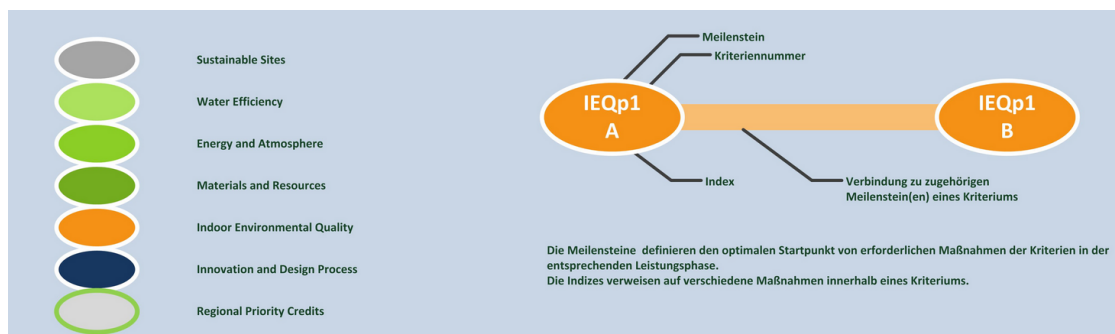 Sustainable Sites
Water Efficiency
Energy and Atmosphere
Materials and Resources
Indoor Environmental Quality
Innovation and Design Process
Regional Priority Credits
Meilenstein
Kriteriennummer
IEQp1
A
IEQp1
B
Index
Verbindung zu zugehörigen
Meilenstein(en) eines Kriteriums
Die Meilensteine definieren den optimalen Startpunkt von erforderlichen Maßnahmen der Kriterien in der
entsprechenden Leistungsphase.
Die Indizes verweisen auf verschiedene Maßnahmen innerhalb eines Kriteriums.